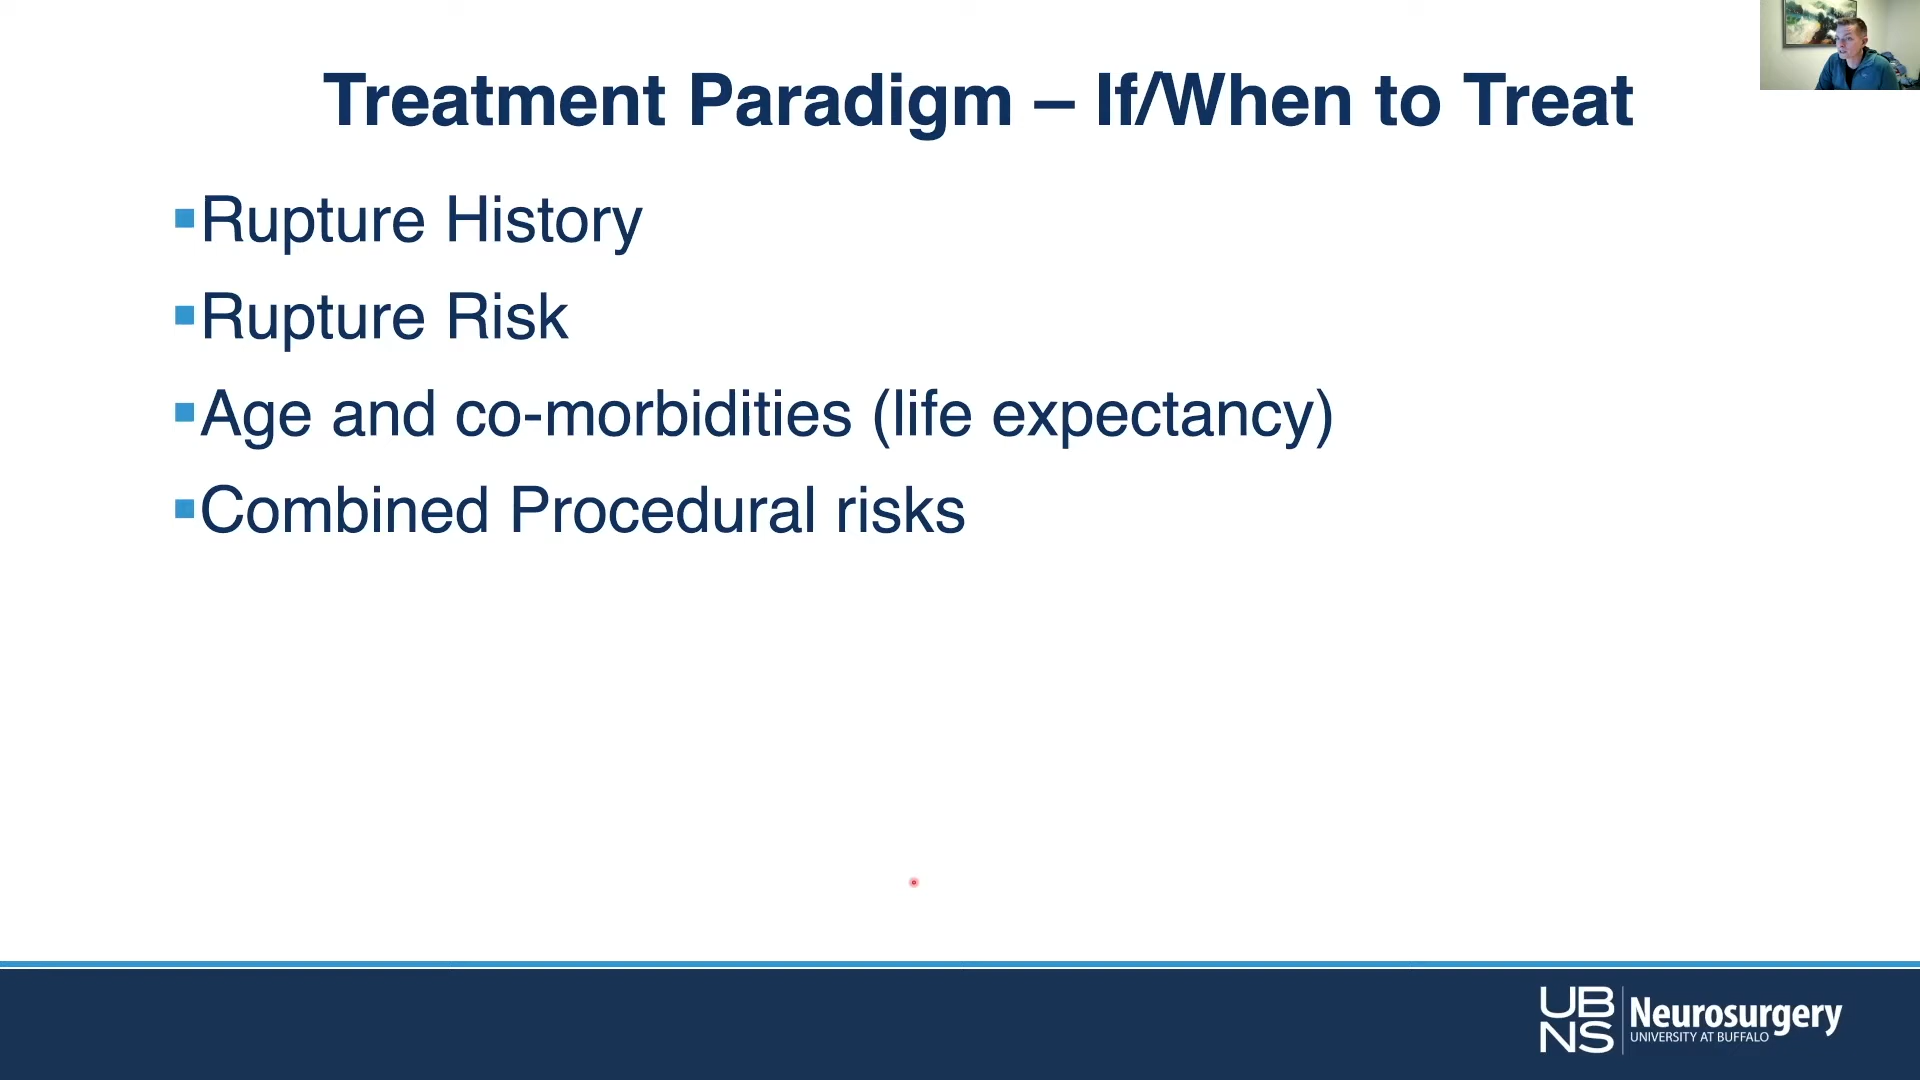 Treatment Paradigm – If/When to Treat
Rupture History
Rupture Risk
Age and co-morbidities (life expectancy)
Combined Procedural risks
UB
NS
Neurosurgery
UNIVERSITY AT BUFFALO